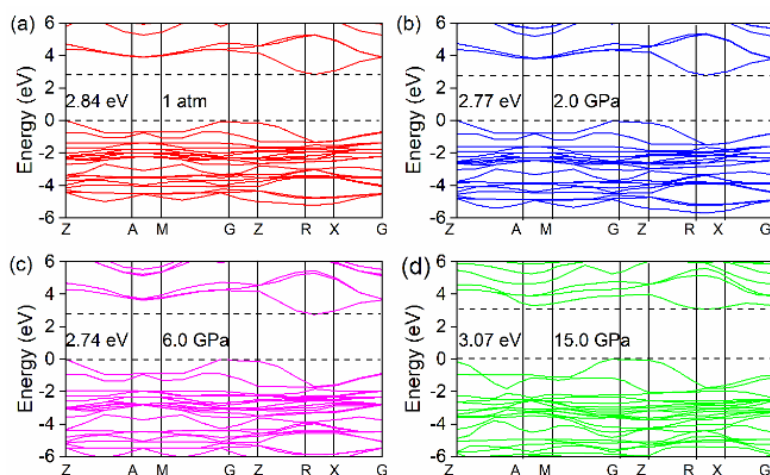 (a)
Energy (eV)
6
4
2
0
-2
-4
-6
2.84 eV 1 atm
Z A M G Z R X G
(b)
Energy (eV)
6
4
2
0
-2
-4
-6
2.77 eV 2.0 GPa
Z A M G Z R X G
(c)
Energy (eV)
6
4
2
0
-2
-4
-6
2.74 eV 6.0 GPa
Z A M G Z R X G
(d)
Energy (eV)
6
4
2
0
-2
-4
-6
3.07 eV 15.0 GPa
Z A M G Z R X G